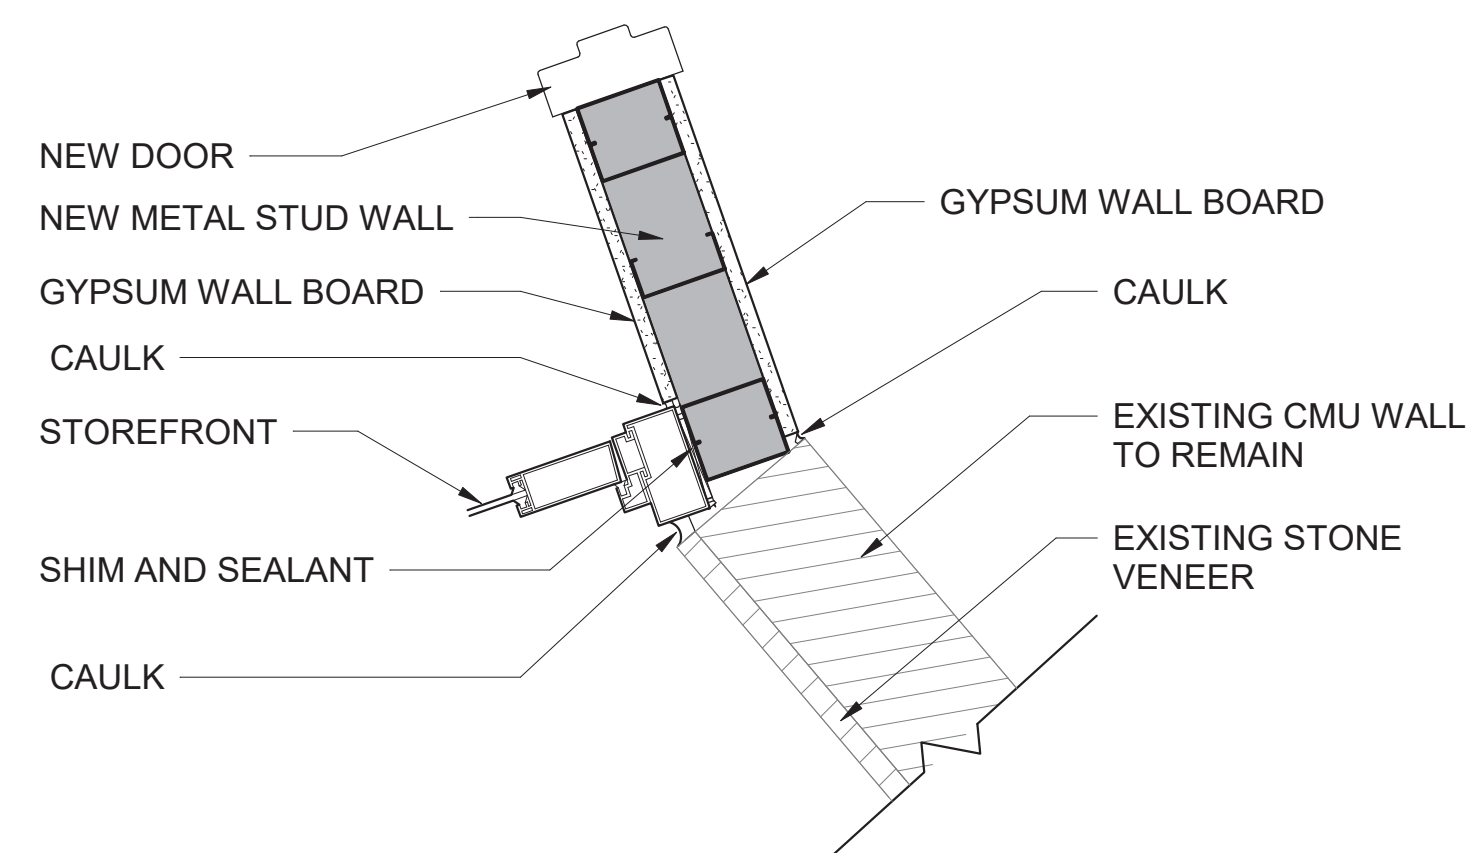 NEW DOOR
NEW METAL STUD WALL
GYPSUM WALL BOARD
CAULK
STOREFRONT
SHIM AND SEALANT
CAULK
GYPSUM WALL BOARD
CAULK
EXISTING CMU WALL
TO REMAIN
EXISTING STONE
VENEER